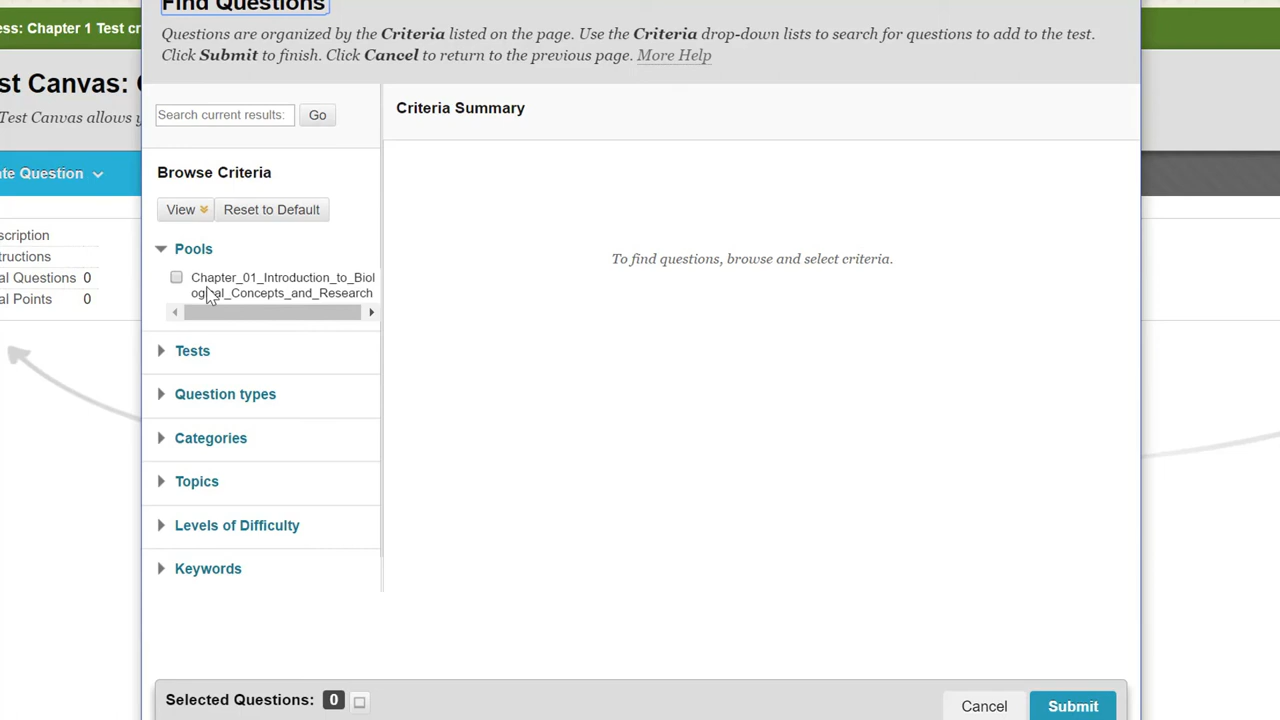 Find Questions
ess: Chapter 1 Test cr
Questions are organized by the Criteria listed on the page. Use the Criteria drop-down lists to search for questions to add to the test.
Click Submit to finish. Click Cancel to return to the previous page. More Help
st Canvas: C
Test Canvas allows y
te Question
scription
tructions
al Questions 0
al Points 0
Search current results:
Go
Browse Criteria
View
Reset to Default
Pools
Chapter_01_Introduction_to_Biol
ogical_Concepts_and_Research
Tests
Question types
Categories
Topics
Levels of Difficulty
Keywords
Criteria Summary
To find questions, browse and select criteria.
Selected Questions: 0
Cancel
Submit